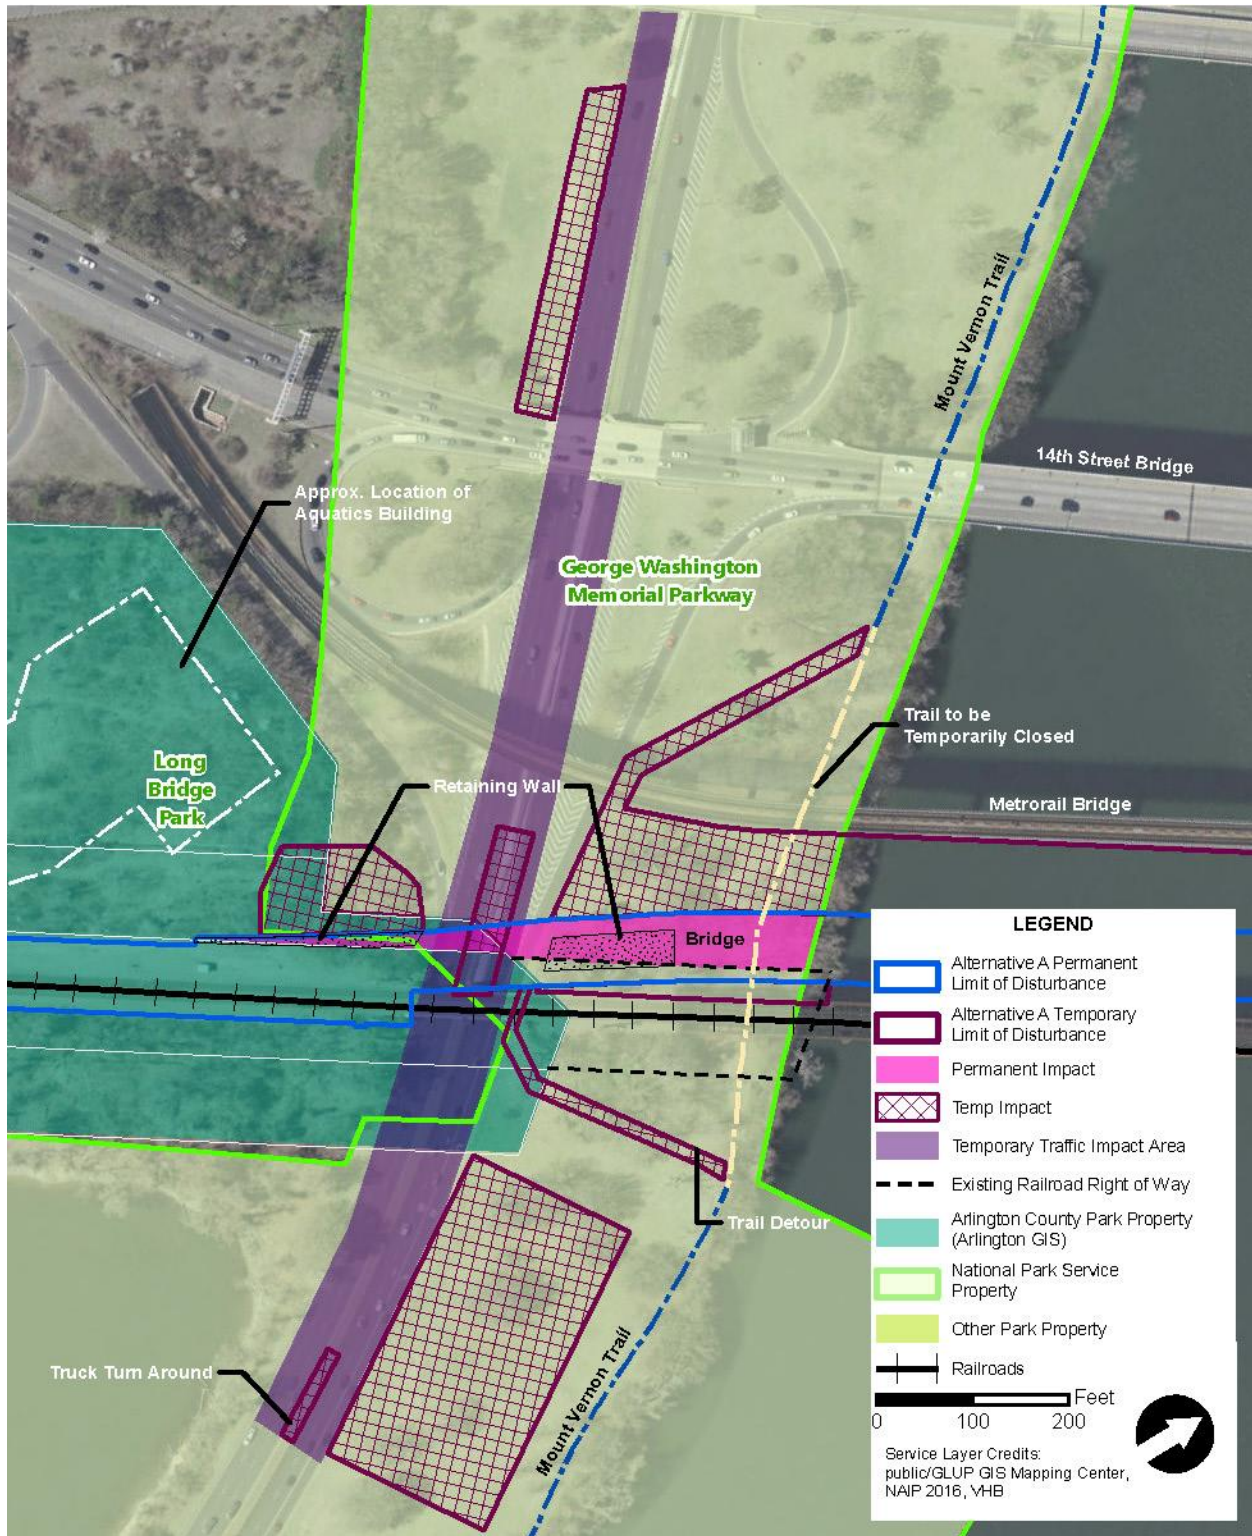 Mount Vernon Trail
14th Street Bridge
Approx. Location of
Aquatics Building
George Washington
Memorial Parkway
Trail to be
Temporarily Closed
Long
Bridge
Park
Retaining Wall
Metrorail Bridge
Bridge
Trail Detour
Truck Turn Around
Mount Vernon Trail
LEGEND
Alternative A Permanent
Limit of Disturbance
Alternative A Temporary
Limit of Disturbance
Permanent Impact
Temp Impact
Temporary Traffic Impact Area
Existing Railroad Right of Way
Arlington County Park Property
(Arlington GIS)
National Park Service
Property
Other Park Property
Railroads
Feet
0 100 200
Service Layer Credits:
public/GLUP GIS Mapping Center,
NAIP 2016, VHB